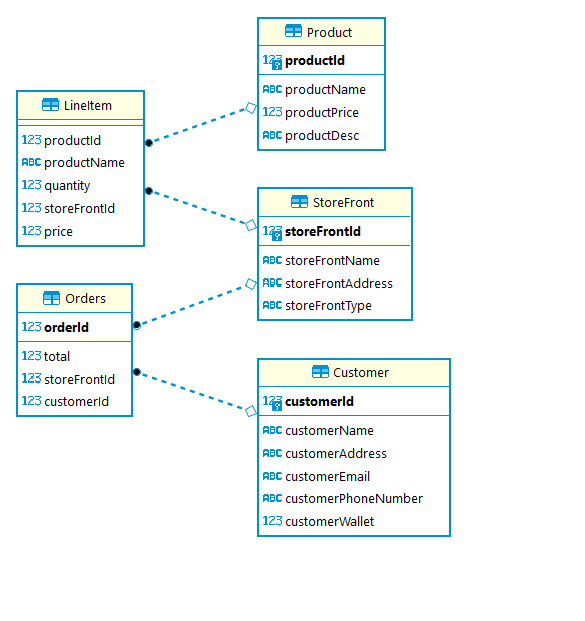 Product
123 productId
ABC productName
123 productPrice
ABC productDesc
LineItem
123 productId
ABC productName
123 quantity
123 storeFrontId
123 price
StoreFront
123 storeFrontId
ABC storeFrontName
ABC storeFrontAddress
ABC storeFrontType
Orders
123 orderId
123 total
123 storeFrontId
123 customerId
Customer
123 customerId
ABC customerName
ABC customerAddress
ABC customerEmail
ABC customerPhoneNumber
123 customerWallet